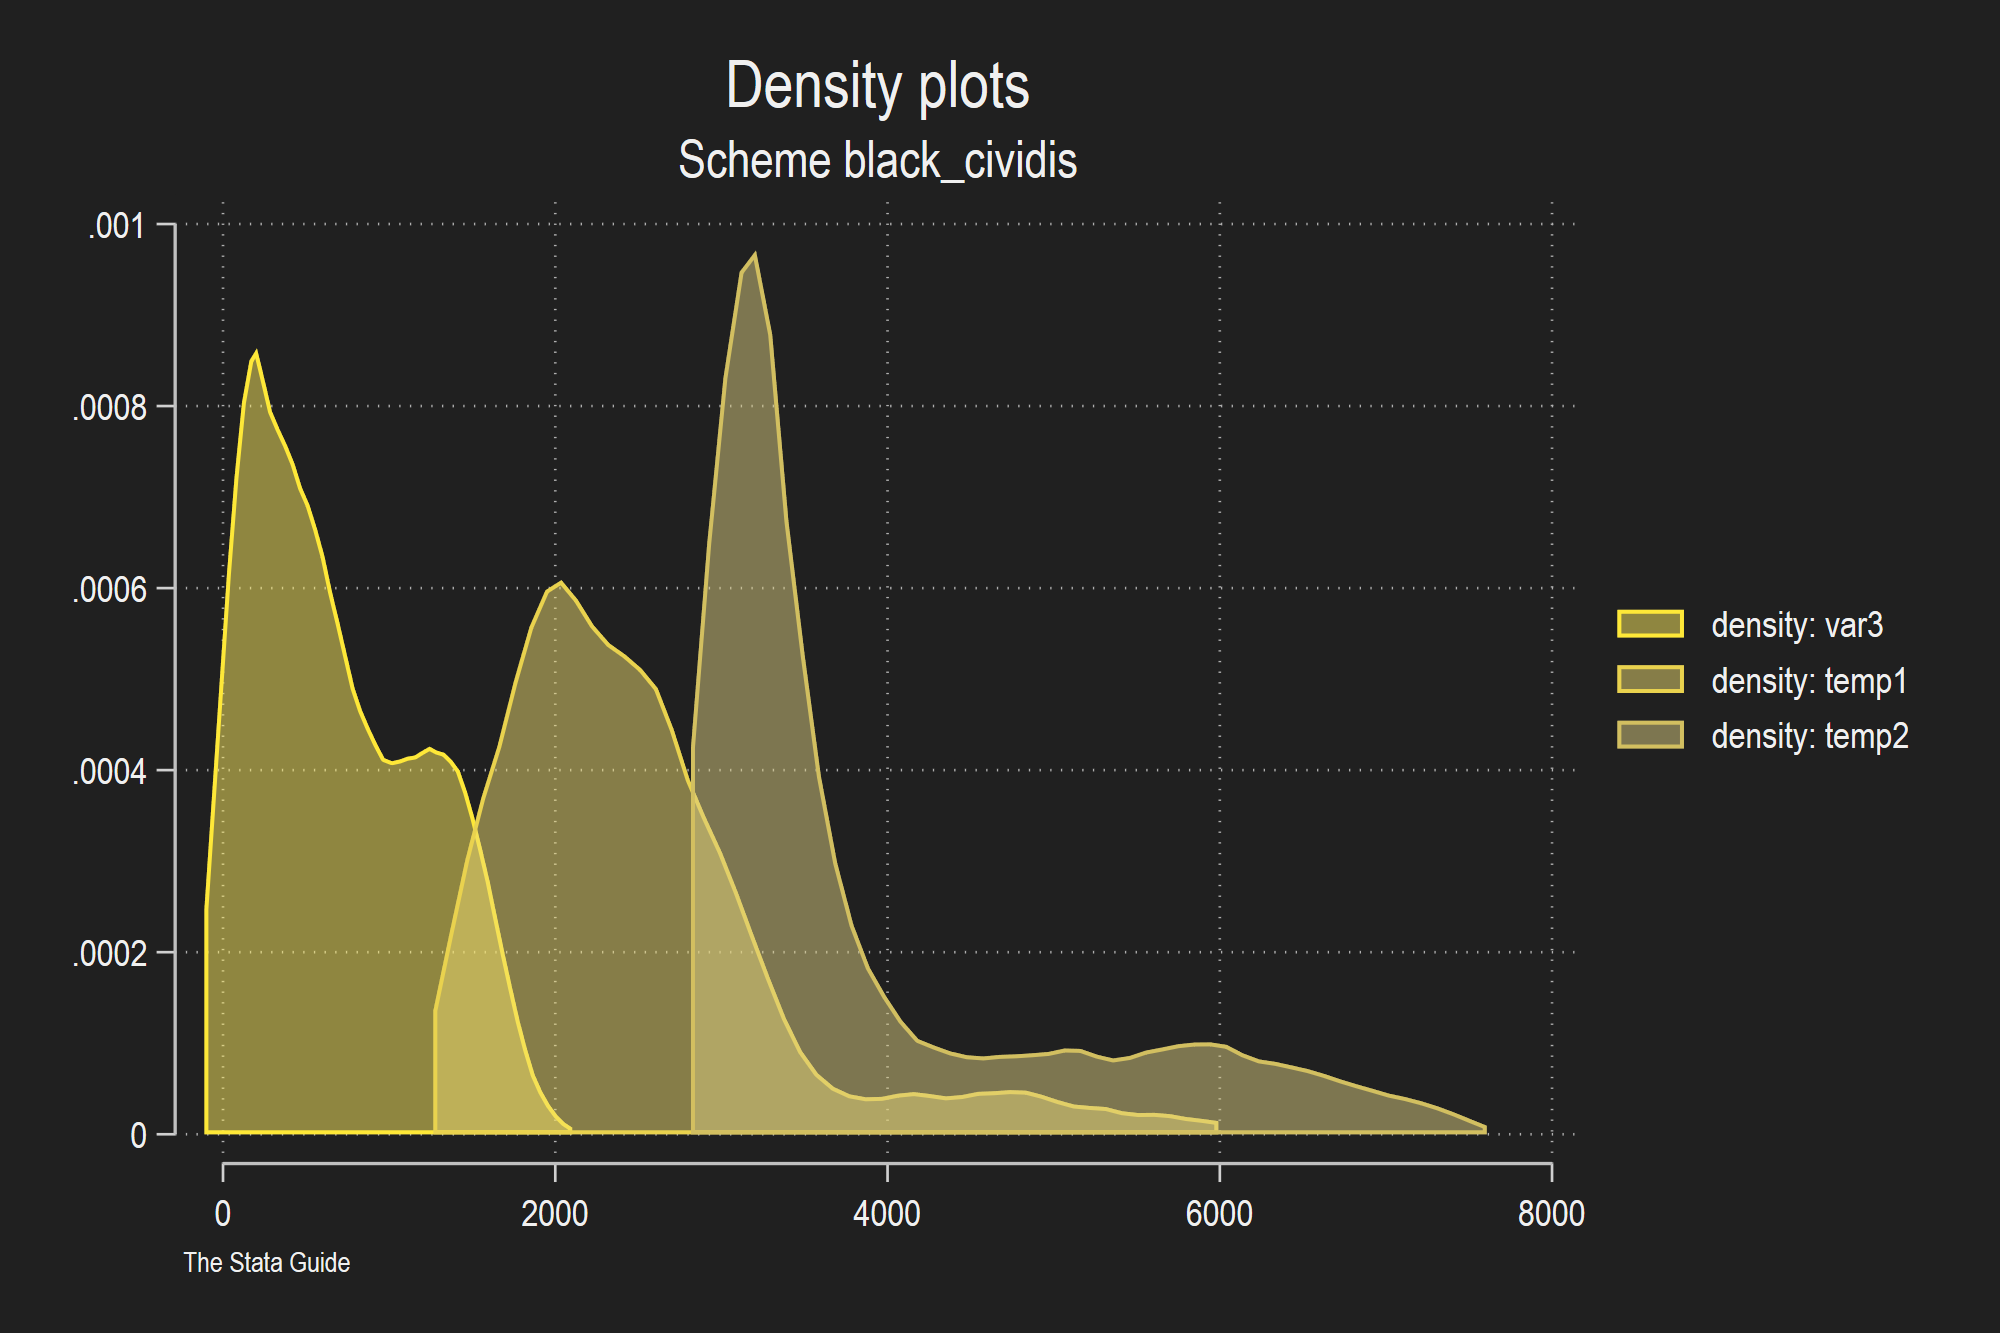 Density plots
Scheme black_cividis
.001
.0008
.0006
.0004
.0002
0
0 2000 4000 6000 8000
density: var3
density: temp1
density: temp2
The Stata Guide